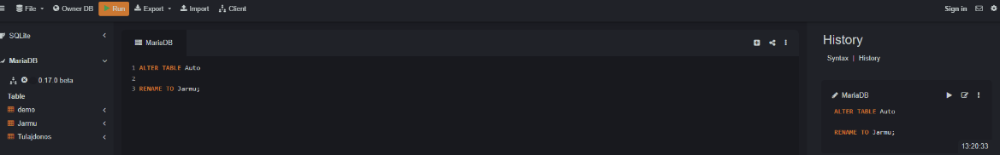 File
Owner DB
Run
Export
Import
Client
Sign in
SQLite
MariaDB
0.17.0 beta
Table
demo
Jarmu
Tulajdonos
MariaDB
1 ALTER TABLE Auto
2
3 RENAME TO Jarmu;
History
Syntax | History
MariaDB
ALTER TABLE Auto
RENAME TO Jarmu;
13:20:33